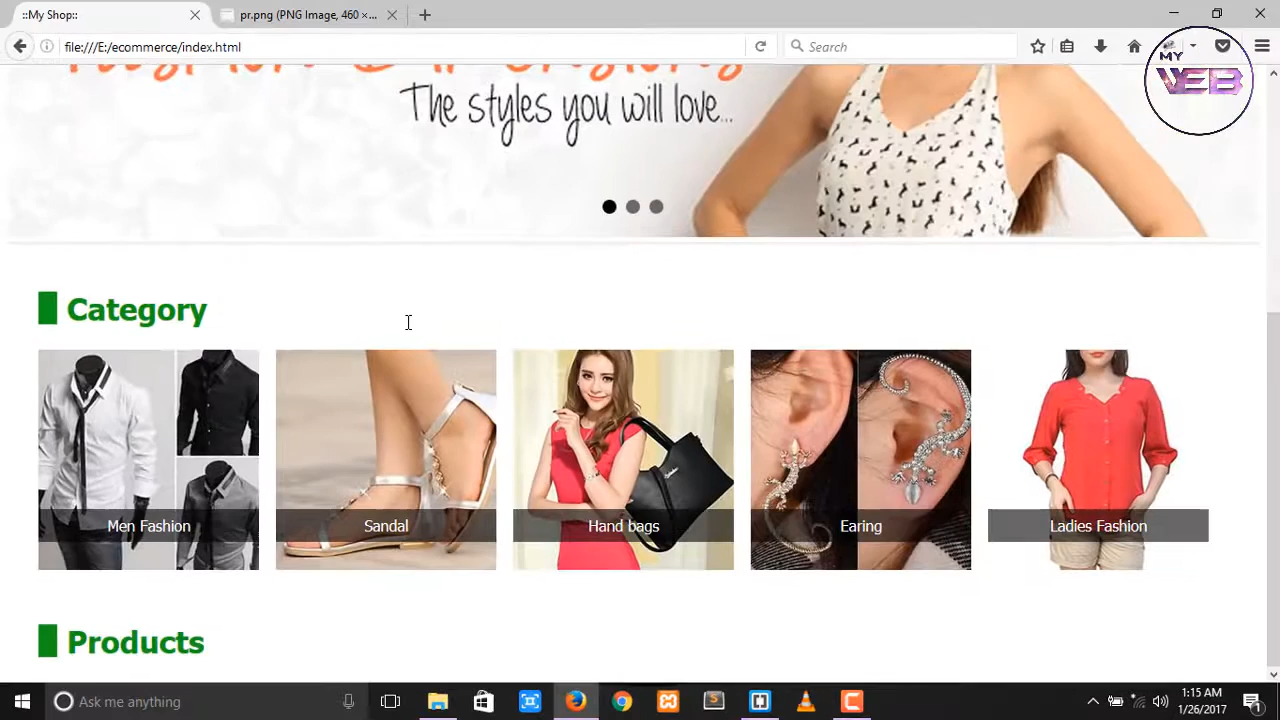 ::My Shop::
pr.png (PNG Image, 460 ×...
file:///E:/ecommerce/index.html
Search
MY
WEB
The styles you will love...
Category
Men Fashion
Sandal
Hand bags
Earing
Ladies Fashion
Products
Ask me anything
1:15 AM
1/26/2017